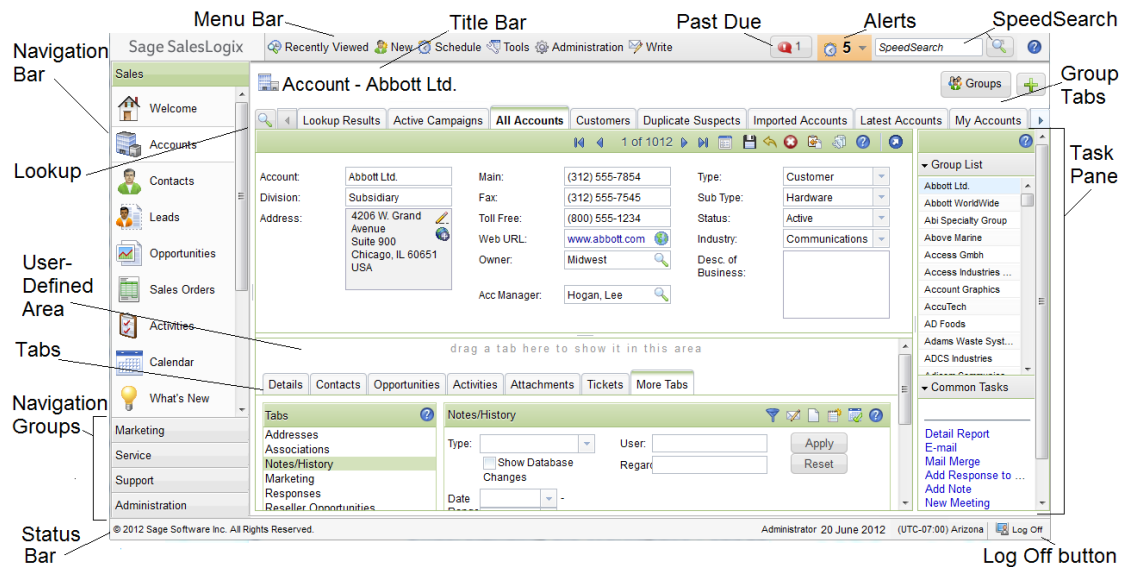 Menu Bar
Title Bar
Past Due
Alerts
SpeedSearch
Navigation
Bar
Sage SalesLogix
Recently Viewed New Schedule Tools Administration Write
1
5
SpeedSearch
Sales
Account - Abbott Ltd.
Groups
Group
Tabs
Welcome
Accounts
Contacts
Leads
Opportunities
Sales Orders
Activities
Calendar
What's New
Marketing
Service
Support
Administration
Lookup
User-
Defined
Area
Tabs
Navigation
Groups
Status
Bar
Lookup Results Active Campaigns All Accounts Customers Duplicate Suspects Imported Accounts Latest Accounts My Accounts
1 of 1012
Account: Abbott Ltd. Main: (312) 555-7854 Type: Customer
Division: Subsidiary Fax: (312) 555-7545 Sub Type: Hardware
Address: 4206 W. Grand Toll Free: (800) 555-1234 Status: Active
Avenue
Suite 900 Web URL: www.abbott.com Industry: Communications
Chicago, IL 60651 Owner: Midwest Desc. of
USA Business:
Acc Manager: Hogan, Lee
drag a tab here to show it in this area
Details Contacts Opportunities Activities Attachments Tickets More Tabs
Tabs
Addresses
Associations
Notes/History
Marketing
Responses
Reseller Opportunities
Notes/History
Type: User: Apply
Show Database Regar Reset
Changes
Date -
Task
Pane
Group List
Abbott Ltd.
Abbott WorldWide
Abi Specialty Group
Above Marine
Access Gmbh
Access Industries ...
Account Graphics
AccuTech
AD Foods
Adams Waste Syst...
ADCS Industries
Common Tasks
Detail Report
E-mail
Mail Merge
Add Response to ...
Add Note
New Meeting
© 2012 Sage Software Inc. All Rights Reserved.
Administrator 20 June 2012 (UTC-07:00) Arizona Log Off
Log Off button